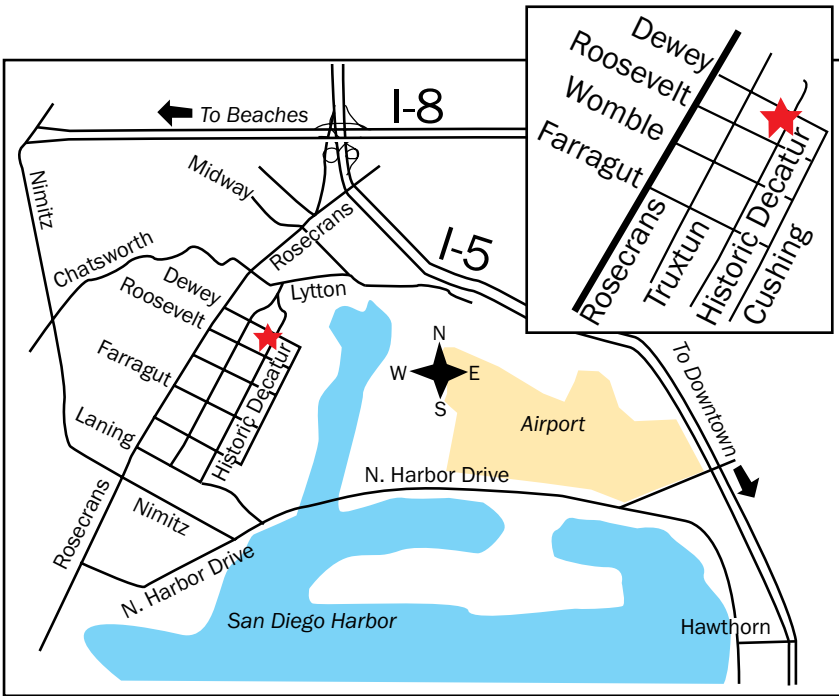 Dewey
Roosevelt
Womble
Farragut
Rosecrans
Truxtun
Historic Decatur
Cushing
I-8
To Beaches
Nimitz
Midway
Rosecrans
I-5
Chatsworth
Lytton
Dewey
Roosevelt
Farragut
Historic Decatur
Laning
N
W
E
S
Airport
To Downtown
N. Harbor Drive
Nimitz
Rosecrans
N. Harbor Drive
San Diego Harbor
Hawthorn